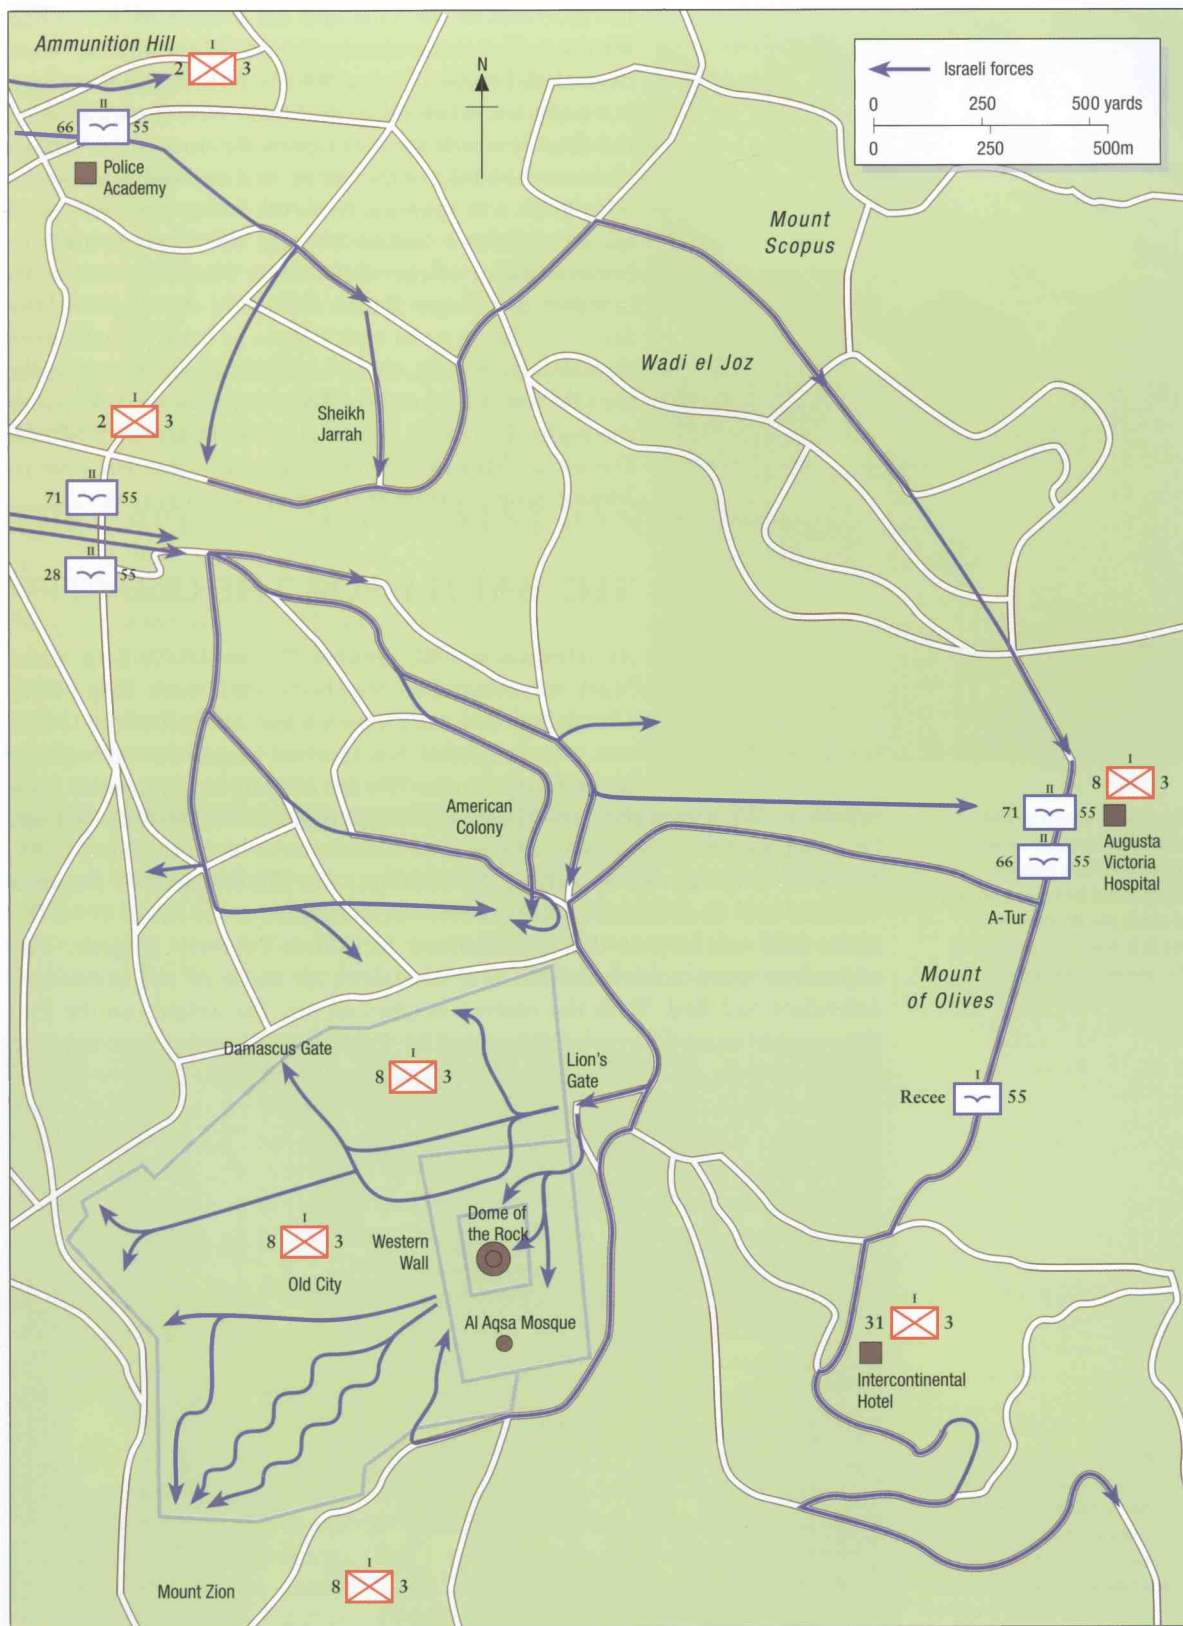 Ammunition Hill
I
2 3
N
Israeli forces
0 250 500 yards
0 250 500m
II
66 55
Police
Academy
Mount
Scopus
Wadi el Joz
I
2 3
Sheikh
Jarrah
II
71 55
II
28 55
I
8 3
II
71 55
Augusta
Victoria
Hospital
II
66 55
American
Colony
A-Tur
Mount
of Olives
Damascus Gate
I
8 3
Lion's
Gate
I
Recee 55
Dome of
the Rock
Western
Wall
I
8 3
Old City
Al Aqsa Mosque
I
31 3
Intercontinental
Hotel
Mount Zion
I
8 3